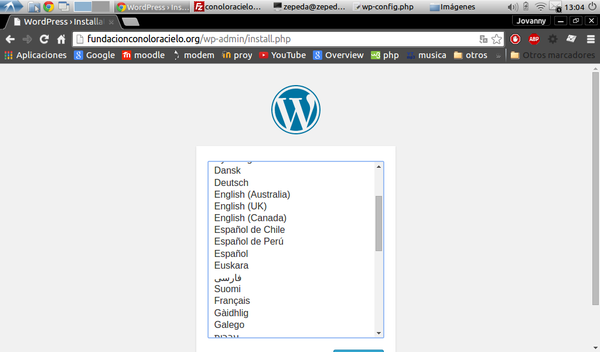 WordPress › Insta...
conoloracielo...
zepeda@zeped...
wp-config.php
Imágenes
13:04
WordPress › Installat
Jovanny
fundacionconoloracielo.org/wp-admin/install.php
ABP
Aplicaciones
Google
moodle
modem
proy
YouTube
Overview
php
musica
otros
»
Otros marcadores
Dansk
Deutsch
English (Australia)
English (UK)
English (Canada)
Español de Chile
Español de Perú
Español
Euskara
فارسی
Suomi
Français
Gàidhlig
Galego